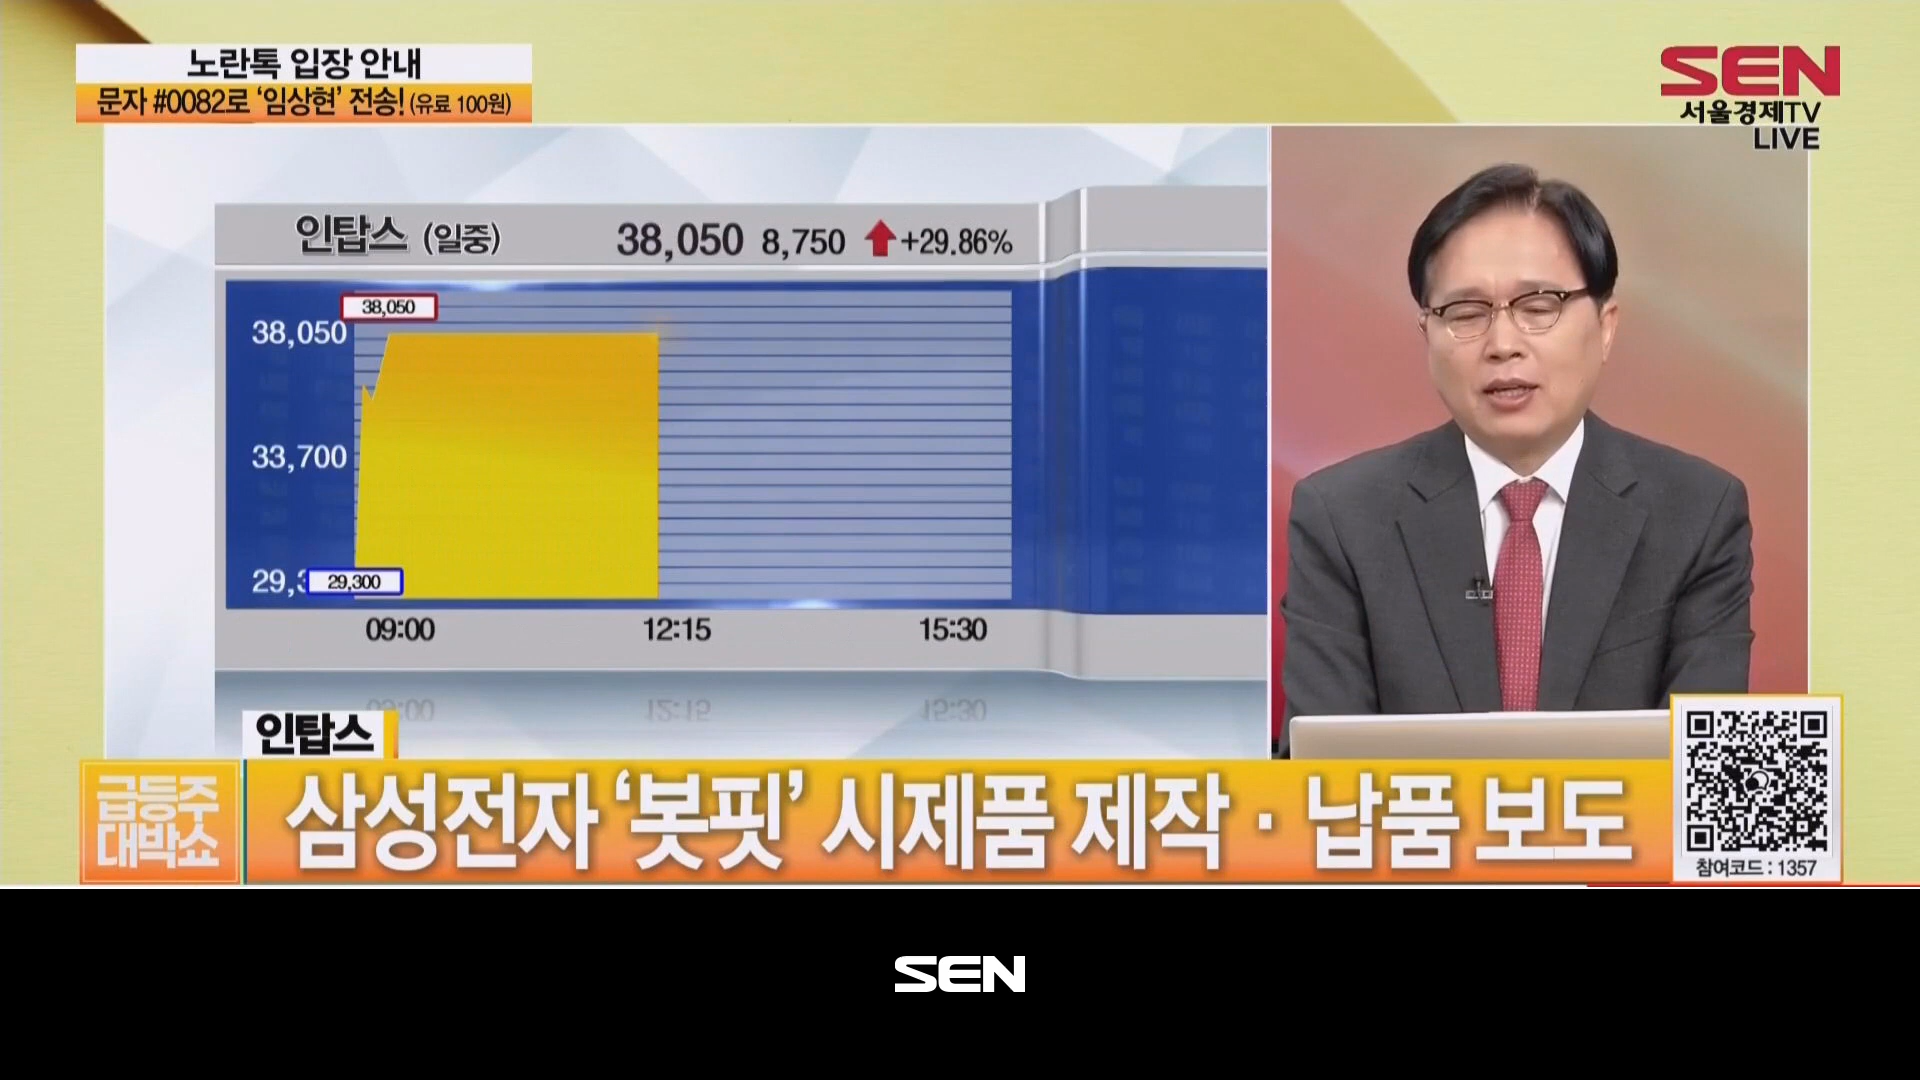 노란톡 입장 안내
문자 #0082로 ‘임상현’ 전송! (유료 100원)
SEN
서울경제TV
LIVE
인탑스 (일중) 38,050 8,750 +29.86%
38,050
38,050
33,700
29,3
29,300
09:00 12:15 15:30
인탑스
급등주
대박쇼
삼성전자 ‘봇핏’ 시제품 제작 · 납품 보도
참여코드 : 1357
SEN